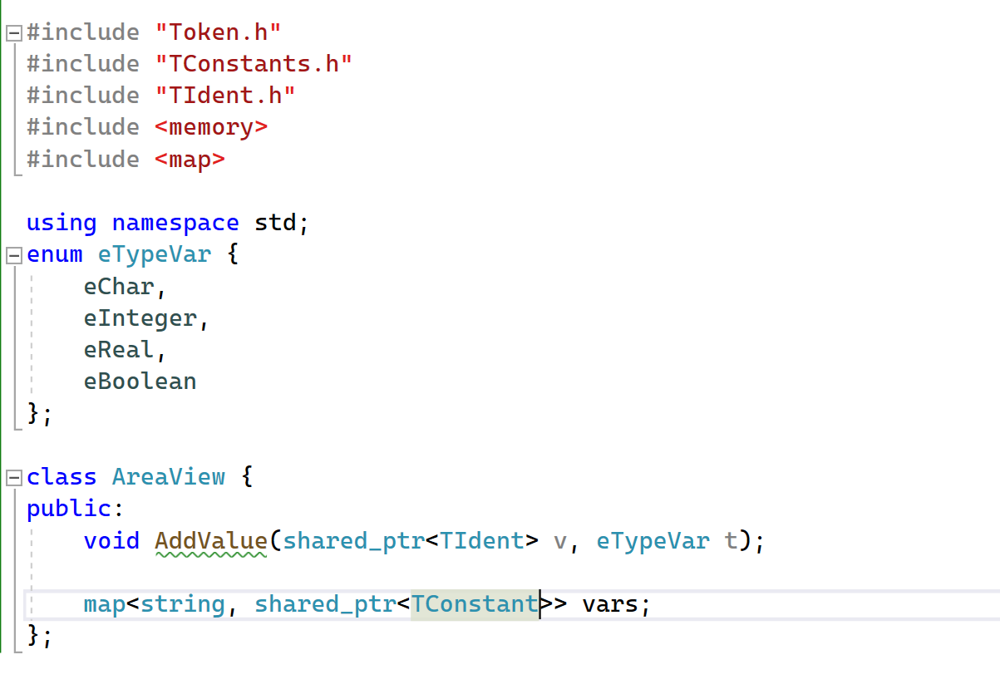 #include "Token.h"
#include "TConstants.h"
#include "TIdent.h"
#include <memory>
#include <map>
using namespace std;
enum eTypeVar {
eChar,
eInteger,
eReal,
eBoolean
};
class AreaView {
public:
void AddValue(shared_ptr<TIdent> v, eTypeVar t);
map<string, shared_ptr<TConstant>> vars;
};